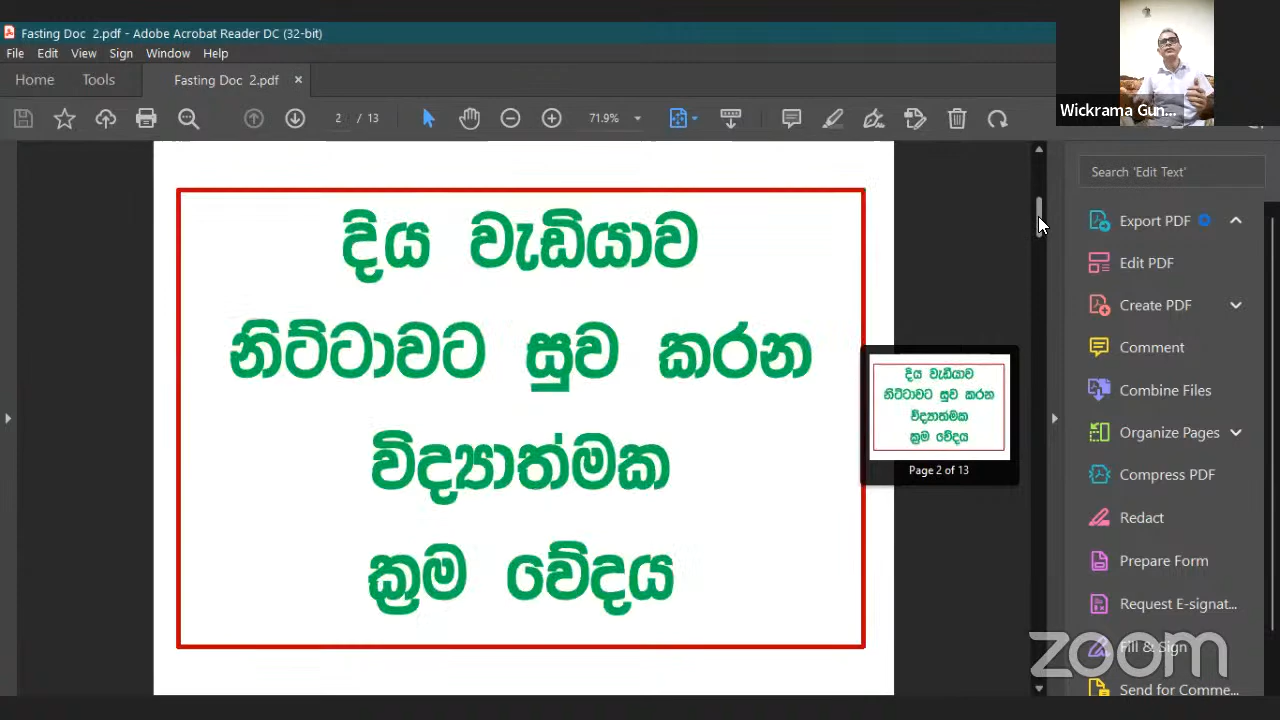 Fasting Doc 2.pdf - Adobe Acrobat Reader DC (32-bit)
File Edit View Sign Window Help
Home Tools Fasting Doc 2.pdf ×
2 / 13 71.9%
Wickrama Gun...
දිය වැඩියාව
නිට්ටාවට සුව කරන
විද්‍යාත්මක
ක්‍රම වේදය
දිය වැඩියාව
නිට්ටාවට සුව කරන
විද්‍යාත්මක
ක්‍රම වේදය
Page 2 of 13
Search 'Edit Text'
Export PDF
Edit PDF
Create PDF
Comment
Combine Files
Organize Pages
Compress PDF
Redact
Prepare Form
Request E-signat...
Fill & Sign
Send for Comme...
zoom